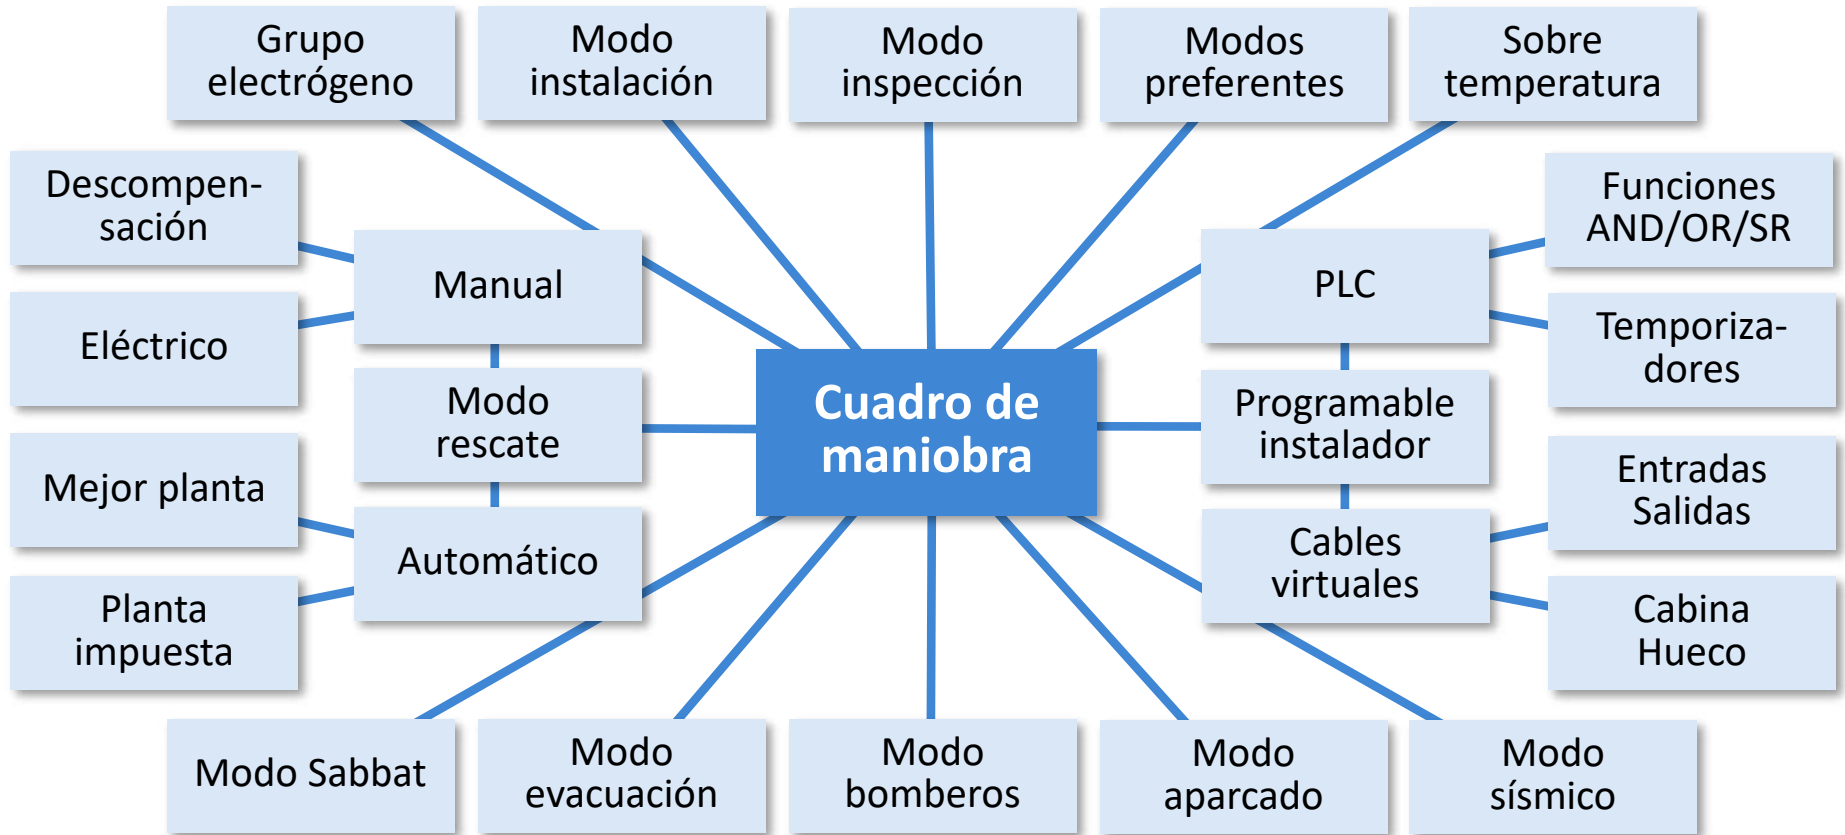 Grupo
electrógeno
Modo
instalación
Modo
inspección
Modos
preferentes
Sobre
temperatura
Descompen-
sación
Manual
Eléctrico
Modo
rescate
Mejor planta
Automático
Planta
impuesta
Cuadro de
maniobra
PLC
Funciones
AND/OR/SR
Temporiza-
dores
Programable
instalador
Entradas
Salidas
Cables
virtuales
Cabina
Hueco
Modo Sabbat
Modo
evacuación
Modo
bomberos
Modo
aparcado
Modo
sísmico